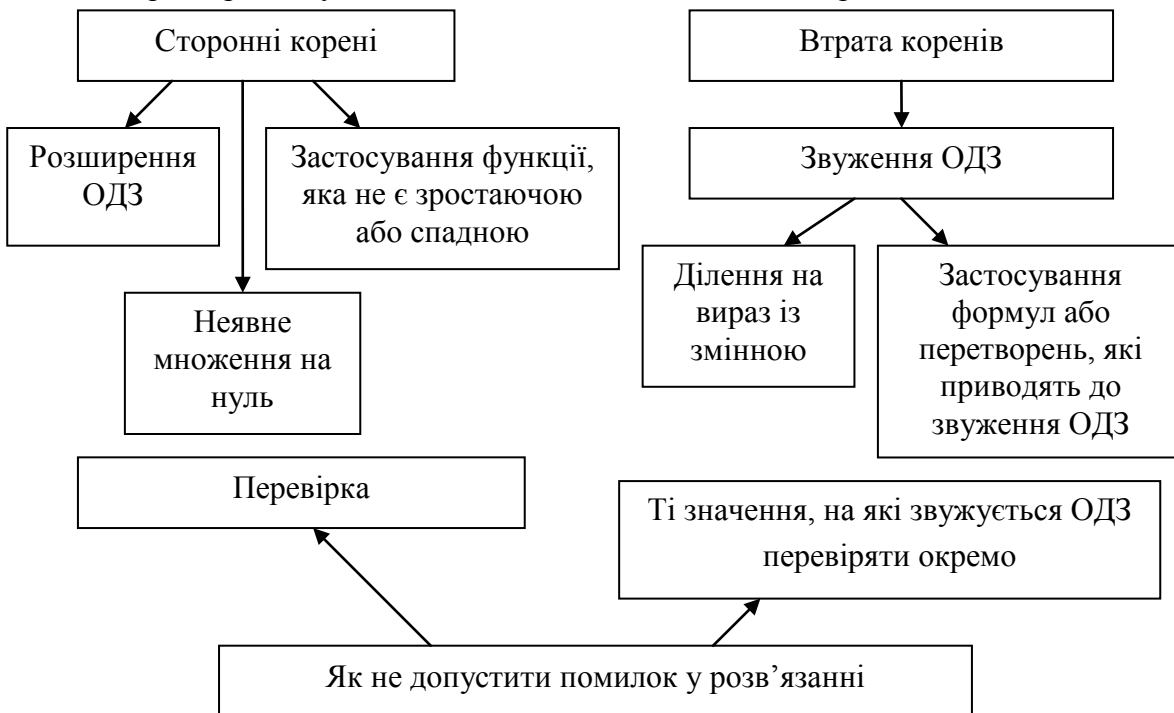 Сторонні корені
Втрата коренів
Розширення
ОДЗ
Застосування функції,
яка не є зростаючою
або спадною
Звуження ОДЗ
Неявне
множення на
нуль
Ділення на
вираз із
змінною
Застосування
формул або
перетворень, які
приводять до
звуження ОДЗ
Перевірка
Ті значення, на які звужується ОДЗ
перевіряти окремо
Як не допустити помилок у розв’язанні